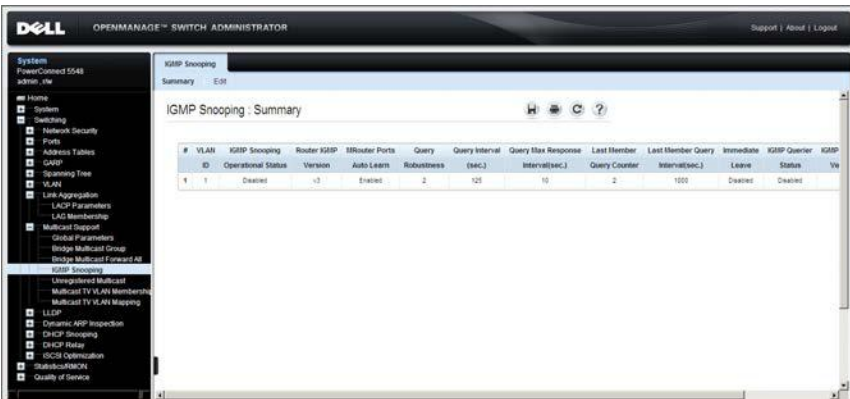 DELL OPENMANAGE™ SWITCH ADMINISTRATOR Support | About | Logout
System
PowerConnect 5548
admin , r/w
Home
System
Switching
Network Security
Ports
Address Tables
GARP
Spanning Tree
VLAN
Link Aggregation
LACP Parameters
LAG Membership
Multicast Support
Global Parameters
Bridge Multicast Group
Bridge Multicast Forward All
IGMP Snooping
Unregistered Multicast
Multicast TV VLAN Membership
Multicast TV VLAN Mapping
LLDP
Dynamic ARP Inspection
DHCP Snooping
DHCP Relay
iSCSI Optimization
Statistics/RMON
Quality of Service
IGMP Snooping
Summary Edit
IGMP Snooping : Summary
# VLAN IGMP Snooping Router IGMP MRouter Ports Query Query Interval Query Max Response Last Member Last Member Query Immediate IGMP Querier IGMP
ID Operational Status Version Auto Learn Robustness (sec.) Interval(sec.) Query Counter Interval(sec.) Leave Status Ve
1 1 Disabled v3 Enabled 2 125 10 2 1000 Disabled Disabled